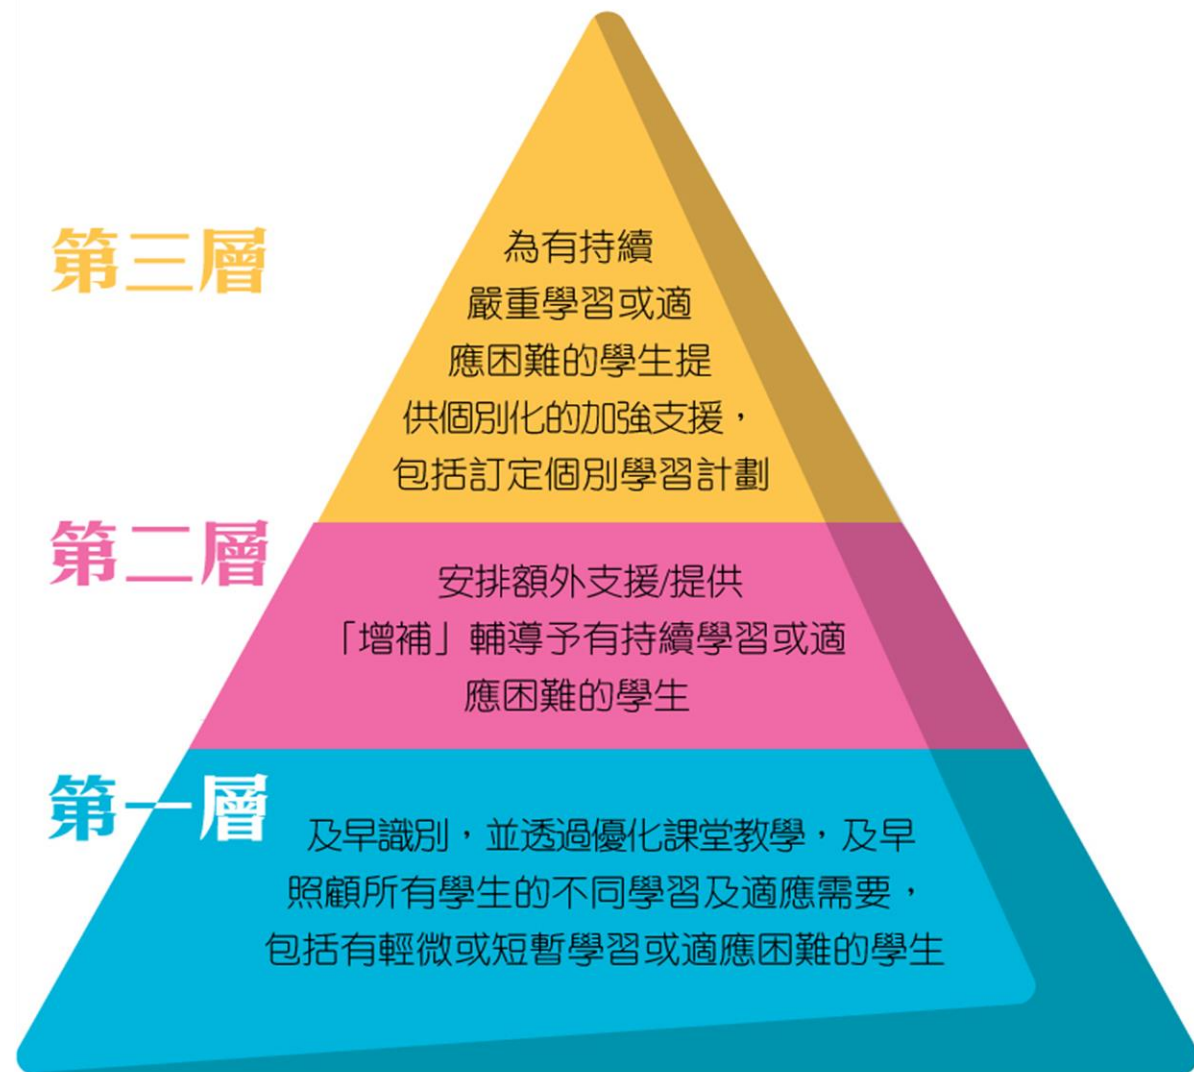 第三層
為有持續
嚴重學習或適
應困難的學生提
供個別化的加強支援，
包括訂定個別學習計劃
第二層
安排額外支援/提供
「增補」輔導予有持續學習或適
應困難的學生
第一層
及早識別，並透過優化課堂教學，及早
照顧所有學生的不同學習及適應需要，
包括有輕微或短暫學習或適應困難的學生